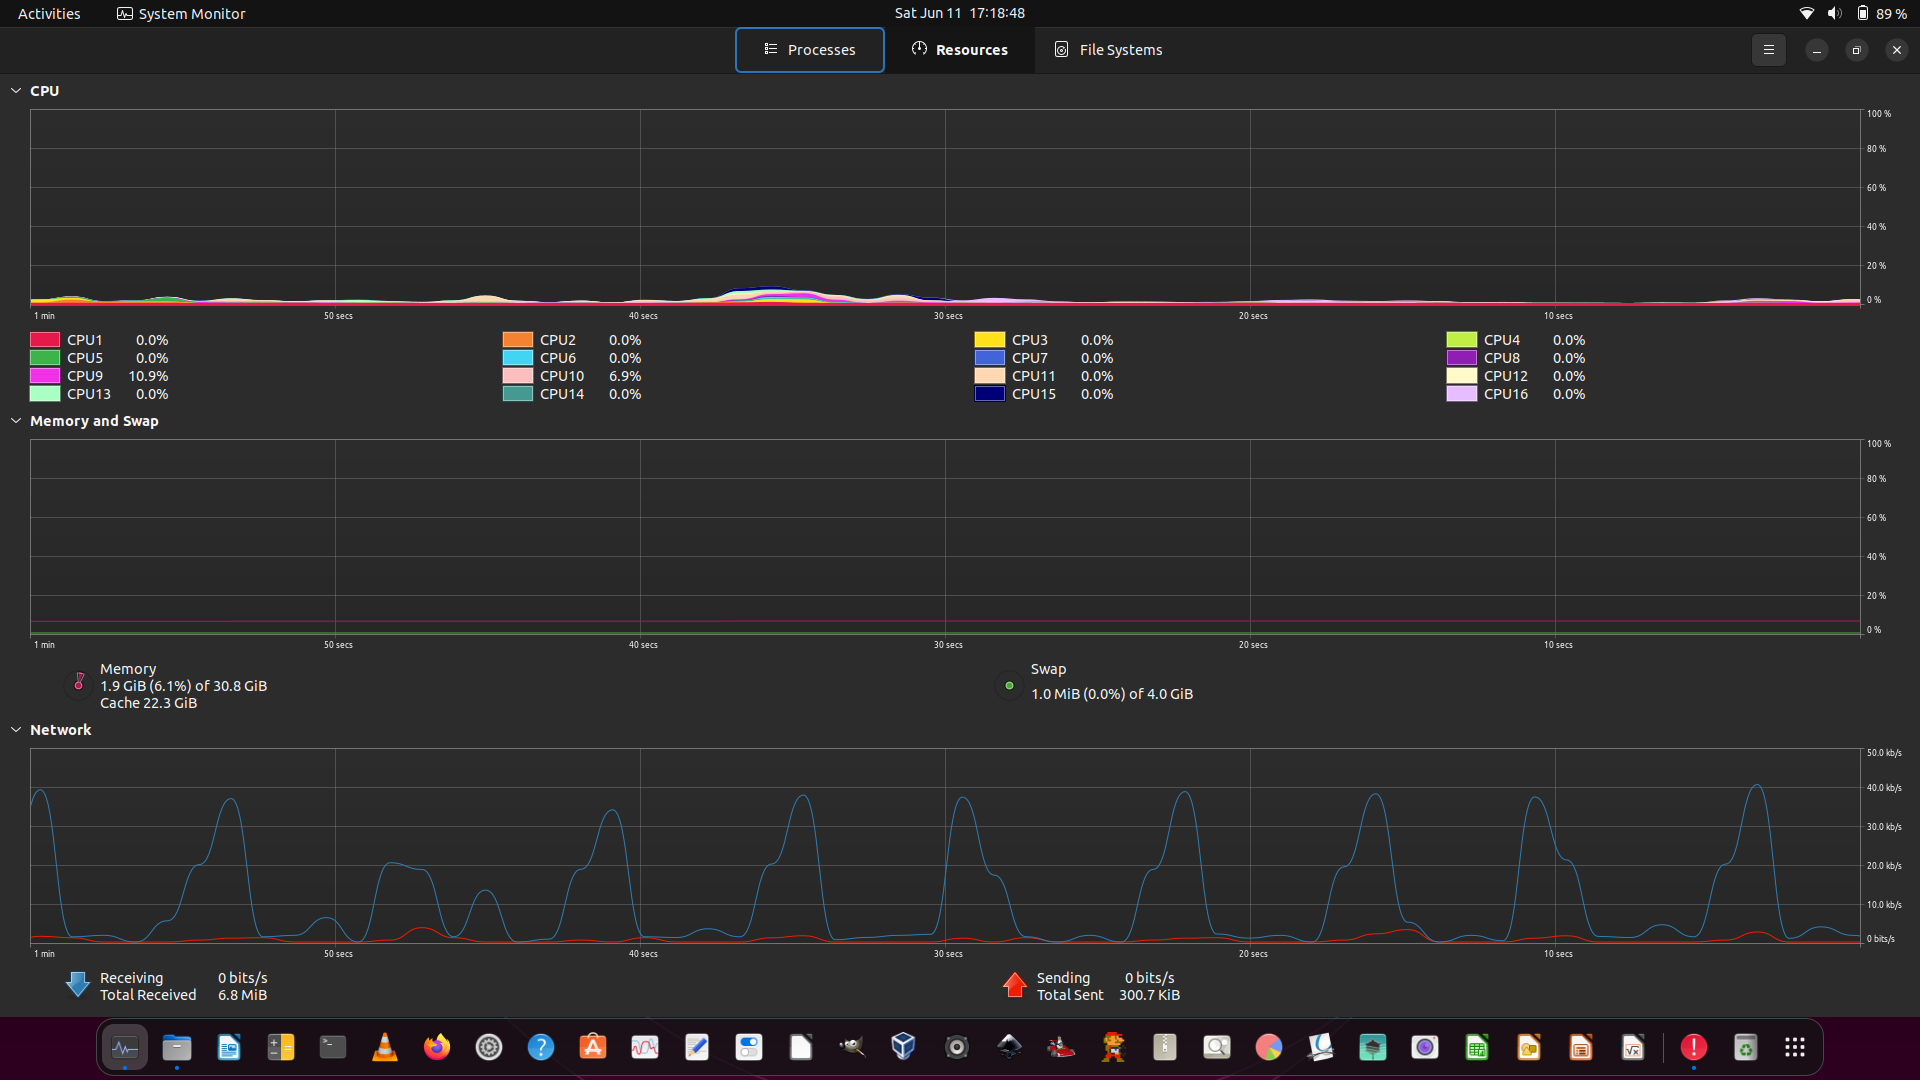 Activities System Monitor Sat Jun 11 17:18:48 89 %
Processes Resources File Systems
CPU
100 %
80 %
60 %
40 %
20 %
0 %
1 min 50 secs 40 secs 30 secs 20 secs 10 secs
CPU1 0.0% CPU2 0.0% CPU3 0.0% CPU4 0.0%
CPU5 0.0% CPU6 0.0% CPU7 0.0% CPU8 0.0%
CPU9 10.9% CPU10 6.9% CPU11 0.0% CPU12 0.0%
CPU13 0.0% CPU14 0.0% CPU15 0.0% CPU16 0.0%
Memory and Swap
100 %
80 %
60 %
40 %
20 %
0 %
1 min 50 secs 40 secs 30 secs 20 secs 10 secs
Memory
1.9 GiB (6.1%) of 30.8 GiB
Cache 22.3 GiB
Swap
1.0 MiB (0.0%) of 4.0 GiB
Network
50.0 kb/s
40.0 kb/s
30.0 kb/s
20.0 kb/s
10.0 kb/s
0 bits/s
1 min 50 secs 40 secs 30 secs 20 secs 10 secs
Receiving 0 bits/s
Total Received 6.8 MiB
Sending 0 bits/s
Total Sent 300.7 KiB